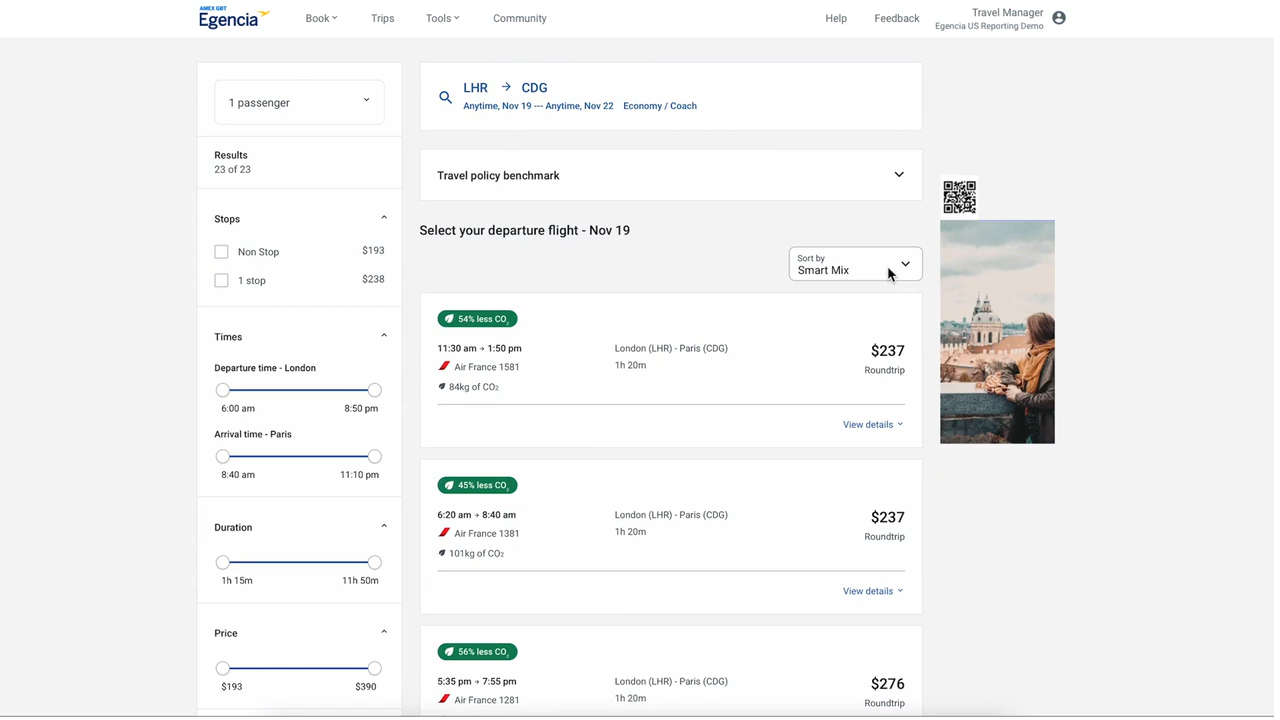 AMEX GBT
Egencia
Book
Trips
Tools
Community
Help
Feedback
Travel Manager
Egencia US Reporting Demo
1 passenger
Results
23 of 23
Stops
Non Stop $193
1 stop $238
Times
Departure time - London
6:00 am 8:50 pm
Arrival time - Paris
8:40 am 11:10 pm
Duration
1h 15m 11h 50m
Price
$193 $390
LHR → CDG
Anytime, Nov 19 --- Anytime, Nov 22 Economy / Coach
Travel policy benchmark
Select your departure flight - Nov 19
Sort by
Smart Mix
54% less CO₂
11:30 am → 1:50 pm London (LHR) - Paris (CDG) $237
Air France 1581 1h 20m Roundtrip
84kg of CO₂
View details
45% less CO₂
6:20 am → 8:40 am London (LHR) - Paris (CDG) $237
Air France 1381 1h 20m Roundtrip
101kg of CO₂
View details
56% less CO₂
5:35 pm → 7:55 pm London (LHR) - Paris (CDG) $276
Air France 1281 1h 20m Roundtrip